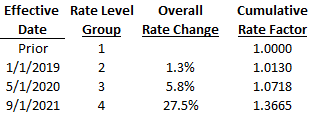 Effective Rate Level Overall Cumulative
Date Group Rate Change Rate Factor
Prior 1 1.0000
1/1/2019 2 1.3% 1.0130
5/1/2020 3 5.8% 1.0718
9/1/2021 4 27.5% 1.3665